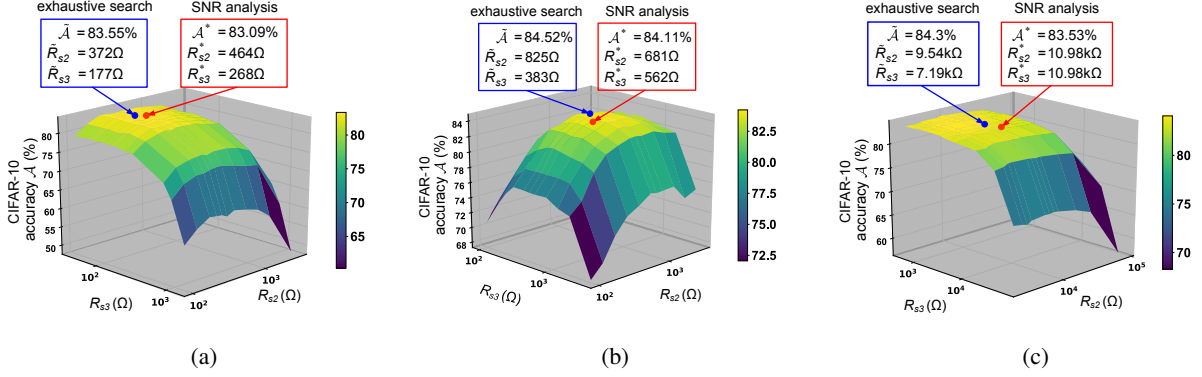 exhaustive search SNR analysis
Ã = 83.55%
R̃s2 = 372Ω
R̃s3 = 177Ω
A* = 83.09%
R*s2 = 464Ω
R*s3 = 268Ω
CIFAR-10
accuracy A (%)
80
75
70
65
60
55
50
10²
10³
Rs3 (Ω)
10²
10³
Rs2 (Ω)
80
75
70
65
(a)
exhaustive search SNR analysis
Ã = 84.52%
R̃s2 = 825Ω
R̃s3 = 383Ω
A* = 84.11%
R*s2 = 681Ω
R*s3 = 562Ω
CIFAR-10
accuracy A (%)
84
82
80
78
76
74
72
70
68
10²
10³
Rs3 (Ω)
10²
10³
Rs2 (Ω)
82.5
80.0
77.5
75.0
72.5
(b)
exhaustive search SNR analysis
Ã = 84.3%
R̃s2 = 9.54kΩ
R̃s3 = 7.19kΩ
A* = 83.53%
R*s2 = 10.98kΩ
R*s3 = 10.98kΩ
CIFAR-10
accuracy A (%)
80
75
70
65
60
10³
10⁴
Rs3 (Ω)
10⁴
10⁵
Rs2 (Ω)
80
75
70
(c)